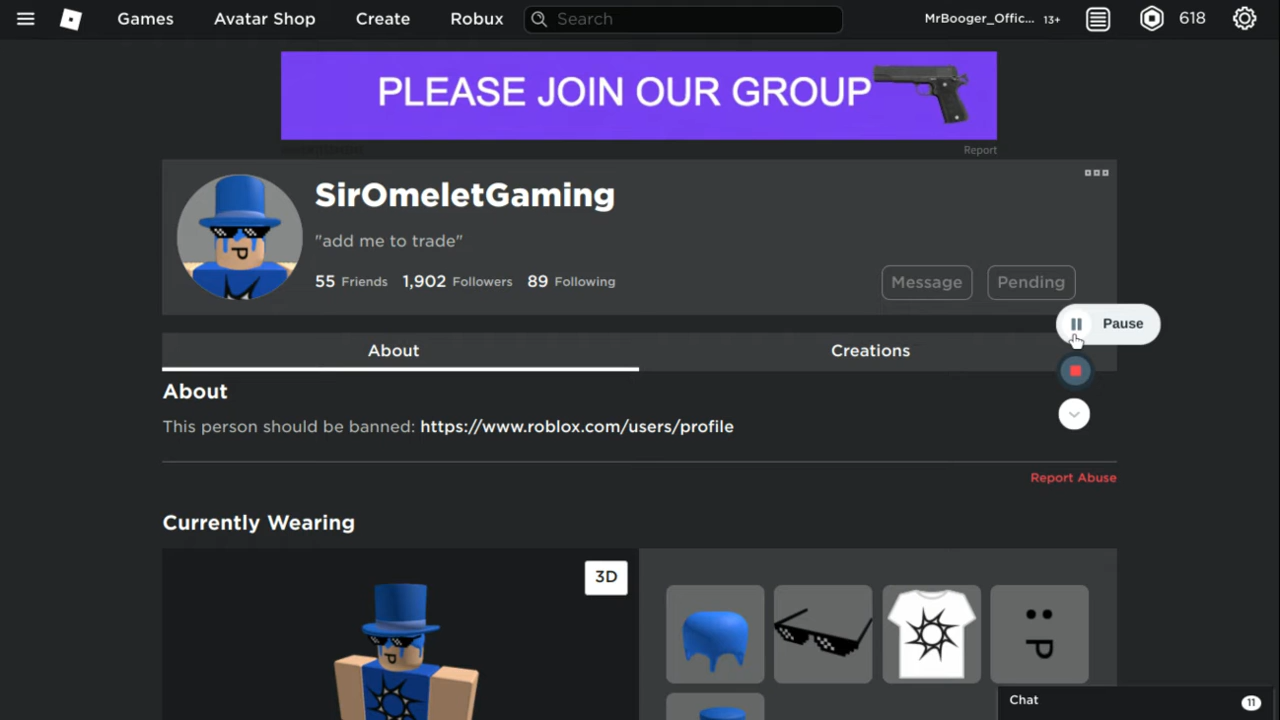 Games Avatar Shop Create Robux Search MrBooger_Offic... 13+ 618
PLEASE JOIN OUR GROUP
Report
SirOmeletGaming
"add me to trade"
55 Friends 1,902 Followers 89 Following Message Pending
Pause
About Creations
About
This person should be banned: https://www.roblox.com/users/profile
Report Abuse
Currently Wearing
3D
Chat 11